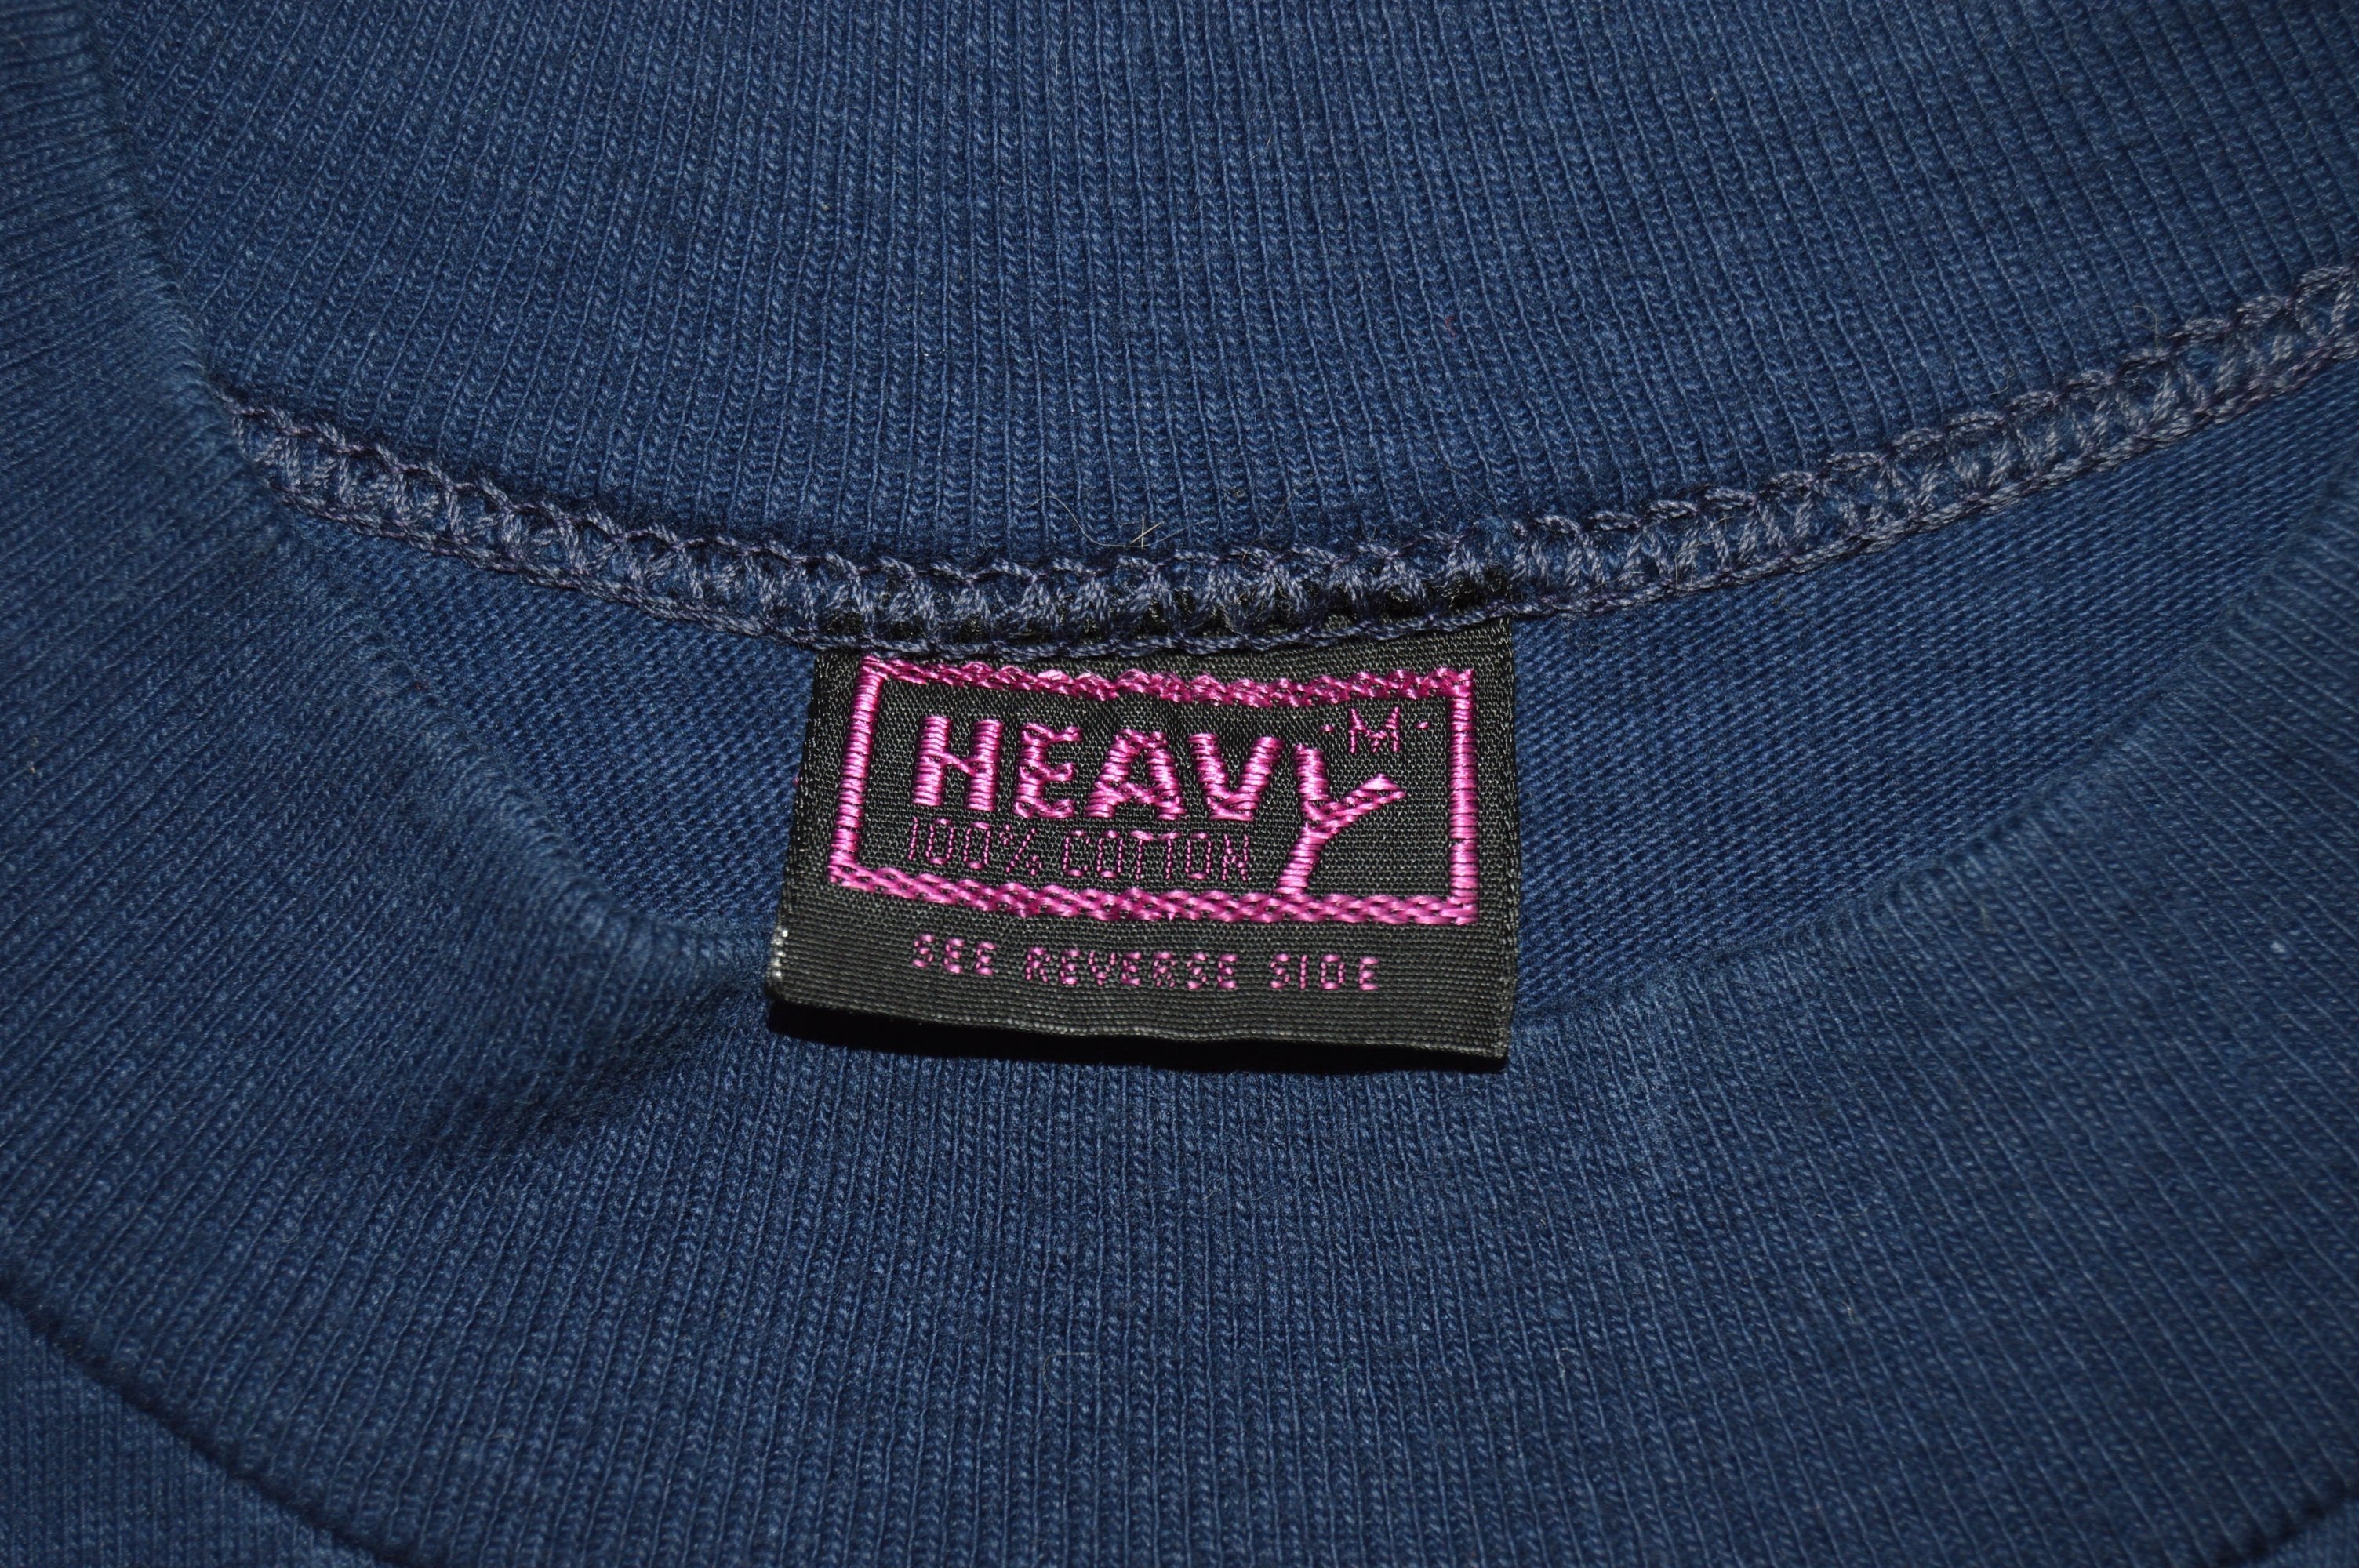 HEAVY ·M·
100% COTTON
SEE REVERSE SIDE